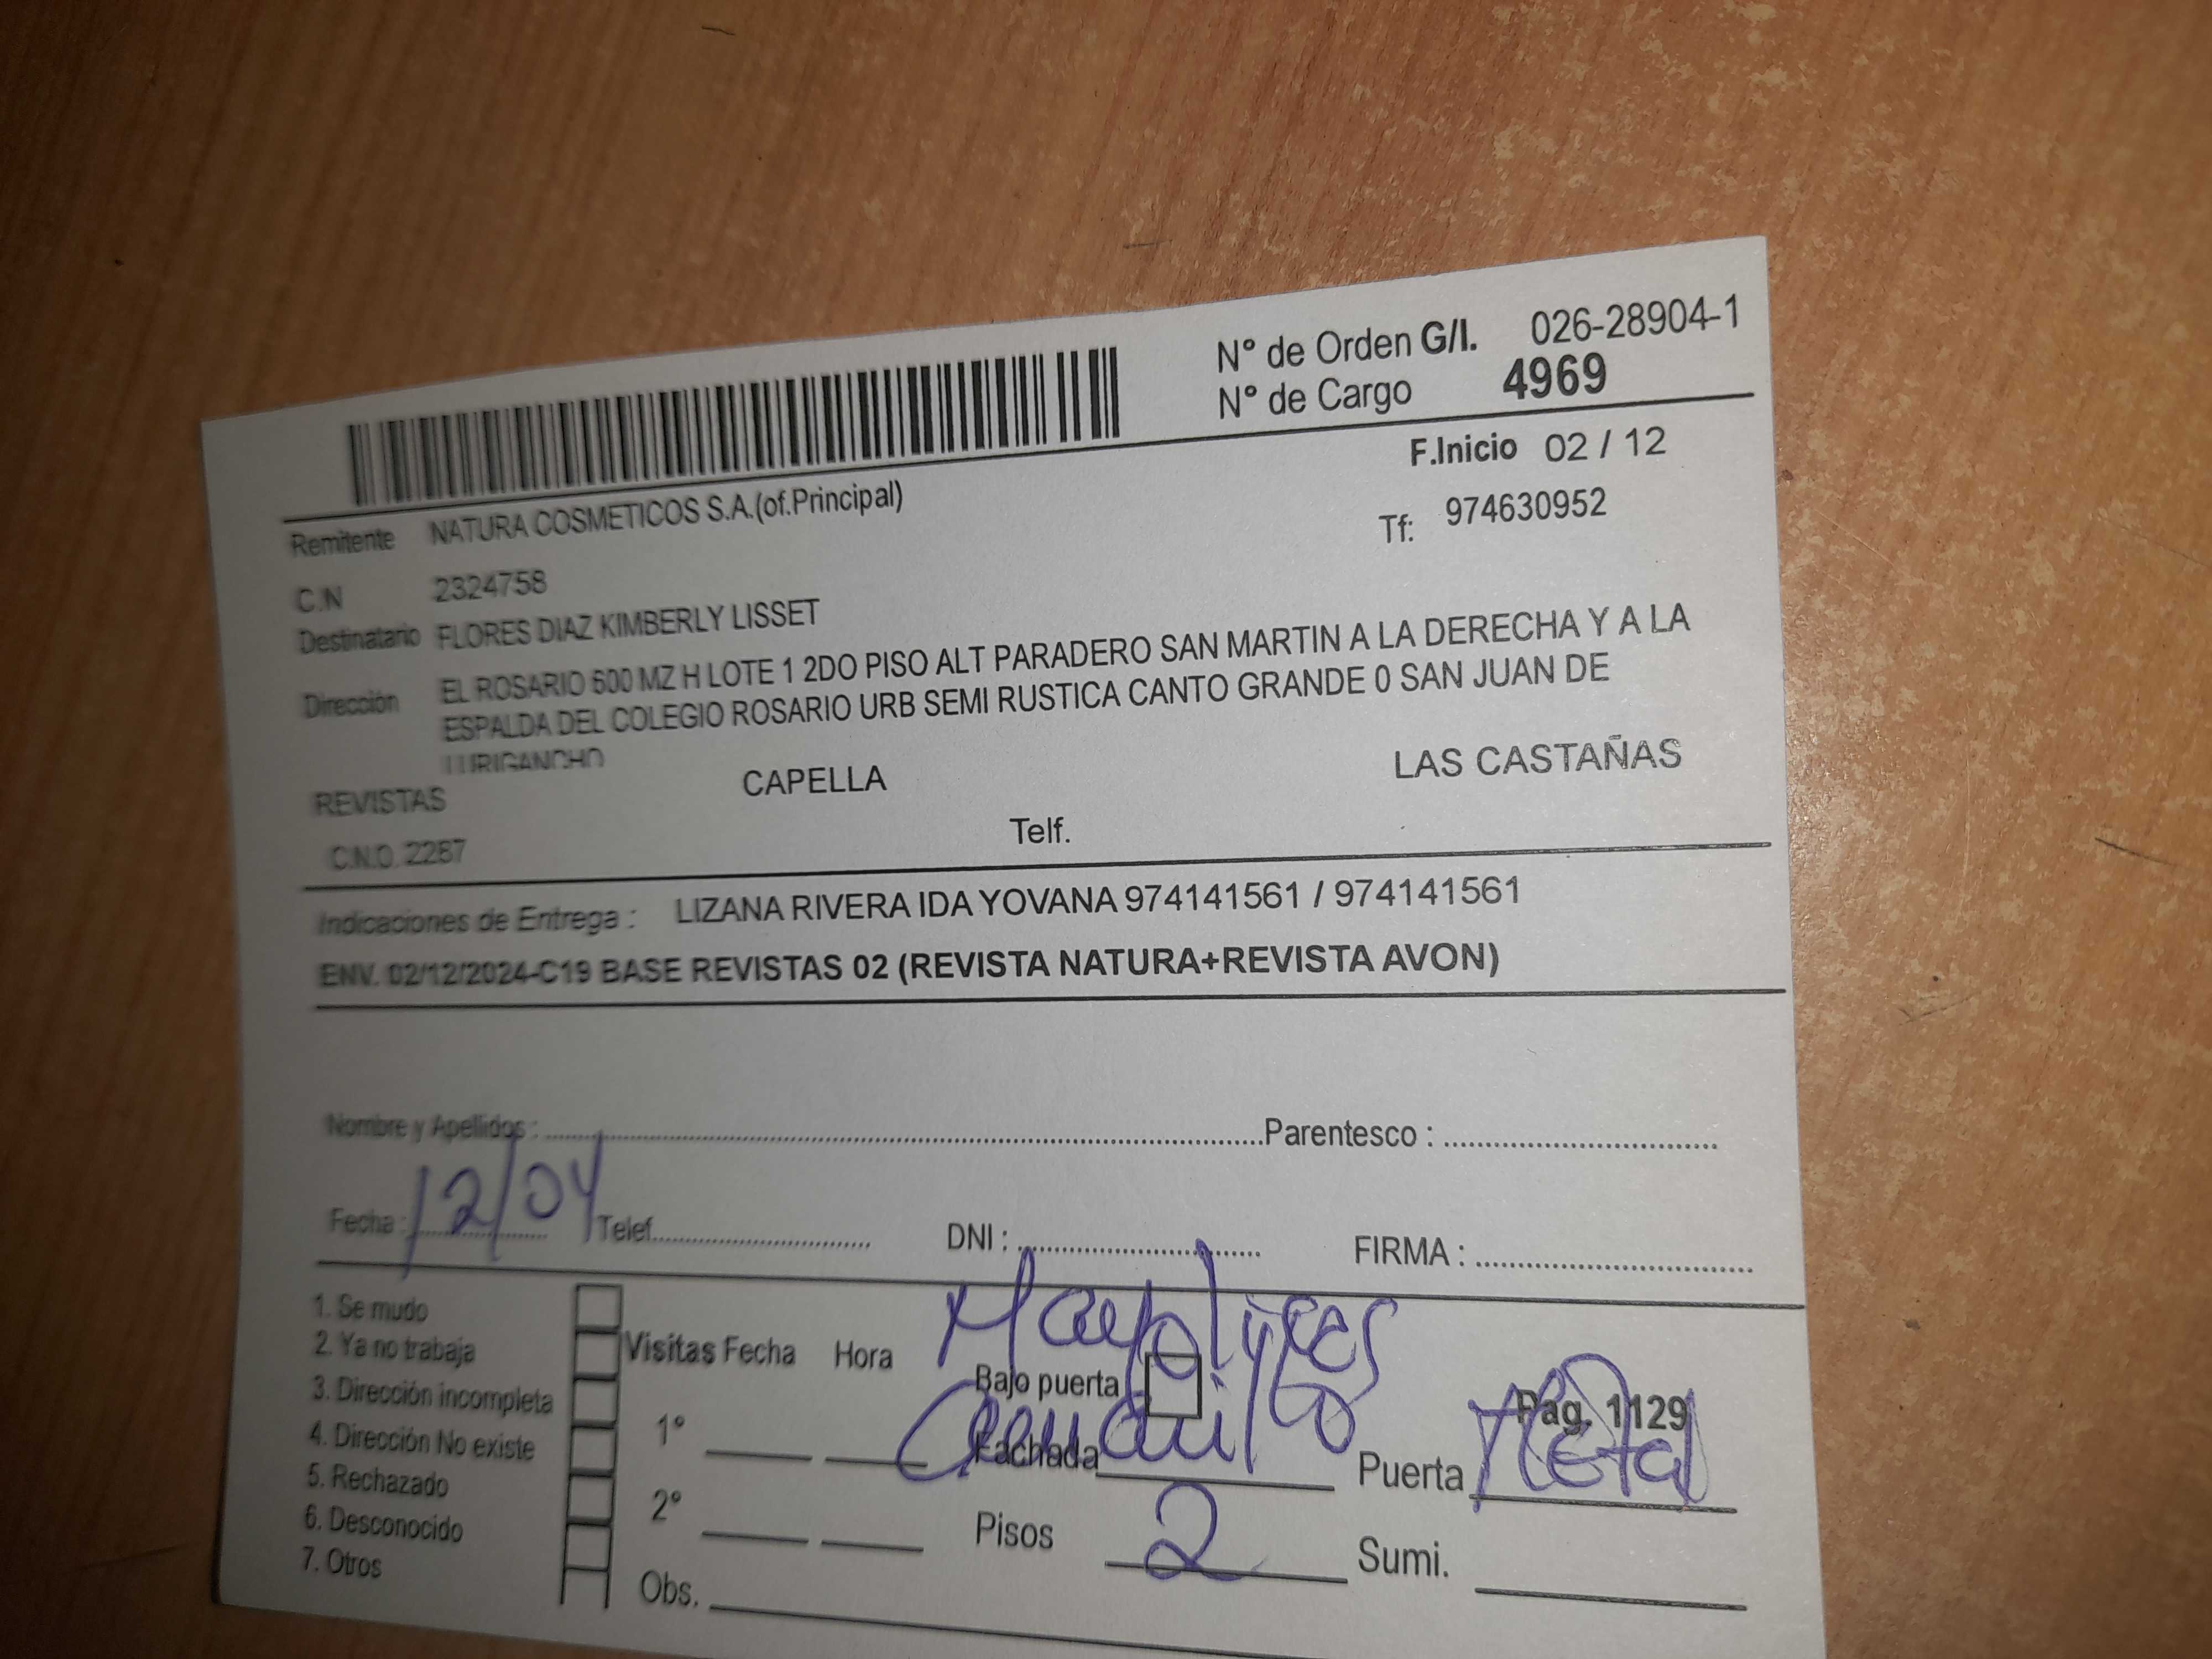 N° de Orden G/I. 026-28904-1
N° de Cargo 4969
F.Inicio 02 / 12
Remitente NATURA COSMETICOS S.A.(of.Principal)
Tf: 974630952
C.N 2324758
Destinatario FLORES DIAZ KIMBERLY LISSET
Dirección EL ROSARIO 600 MZ H LOTE 1 2DO PISO ALT PARADERO SAN MARTIN A LA DERECHA Y A LA
ESPALDA DEL COLEGIO ROSARIO URB SEMI RUSTICA CANTO GRANDE 0 SAN JUAN DE
LURIGANCHO
REVISTAS CAPELLA LAS CASTAÑAS
C.N.O. 2287 Telf.
Indicaciones de Entrega : LIZANA RIVERA IDA YOVANA 974141561 / 974141561
ENV. 02/12/2024-C19 BASE REVISTAS 02 (REVISTA NATURA+REVISTA AVON)
Nombre y Apellidos : Parentesco :
Fecha : 12/04 Telef. DNI : FIRMA :
1. Se mudo
2. Ya no trabaja
3. Dirección incompleta
4. Dirección No existe
5. Rechazado
6. Desconocido
7. Otros
Visitas Fecha Hora
1°
2°
Obs.
Bajo puerta
Pag. 1129
Fachada
Puerta Metal
Pisos 2
Sumi.